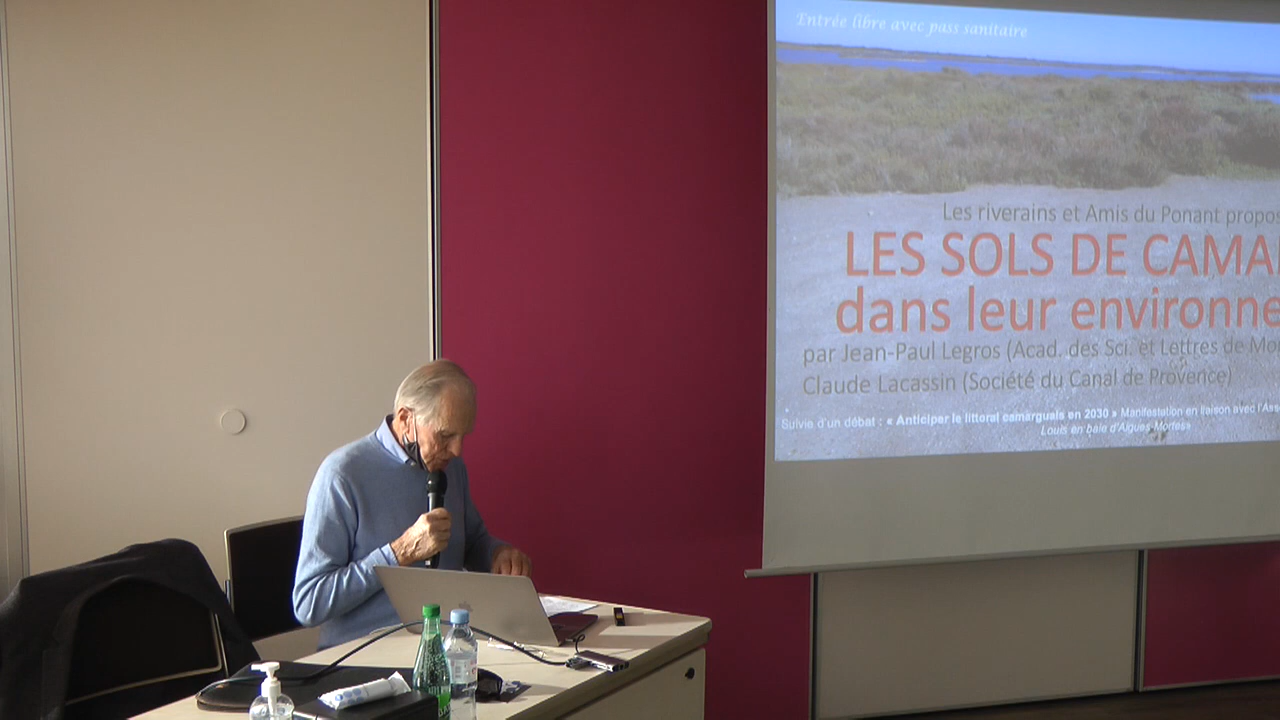 Entrée libre avec pass sanitaire
Les riverains et Amis du Ponant propo
LES SOLS DE CAMA
dans leur environne
par Jean-Paul Legros (Acad. des Sci. et Lettres de Mo
Claude Lacassin (Société du Canal de Provence)
Suivie d'un débat : « Anticiper le littoral camarguais en 2030 » Manifestation en liaison avec l'Ass
Louis en baie d'Aigues-Mortes»